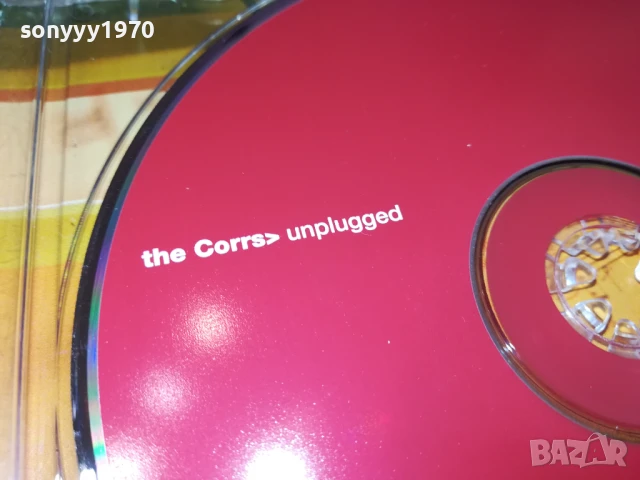 sonyyy1970
the Corrs> unplugged
BAZAR